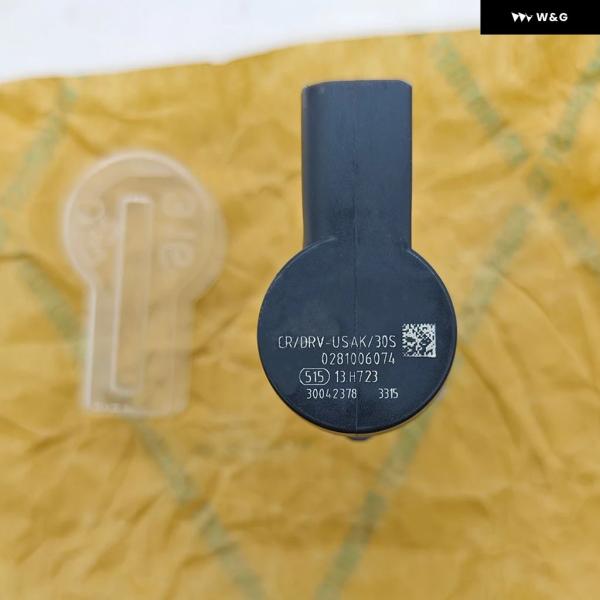 W&G
CR/DRV-USAK/30S
0281006074
515 13.H723
30042378 3315